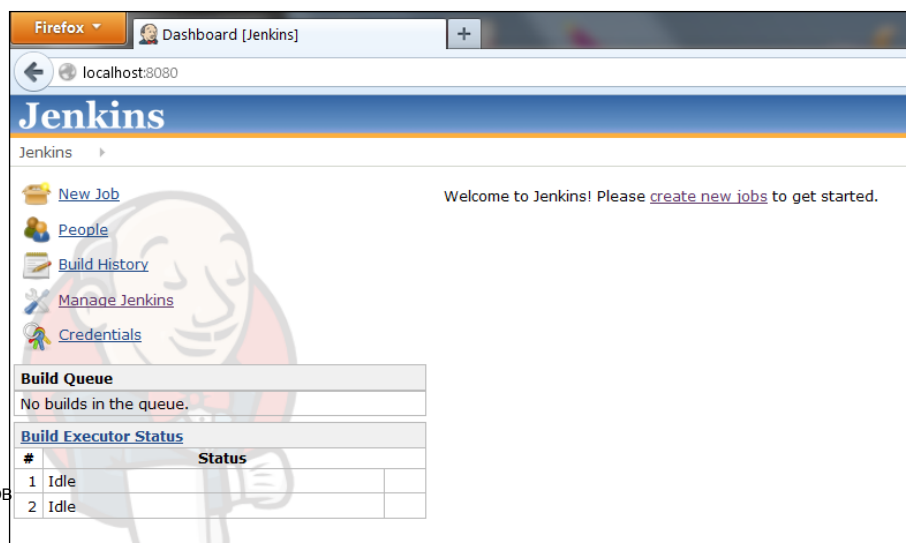 Firefox
Dashboard [Jenkins]
localhost:8080
Jenkins
Jenkins
New Job
Welcome to Jenkins! Please create new jobs to get started.
People
Build History
Manage Jenkins
Credentials
Build Queue
No builds in the queue.
Build Executor Status
# Status
1 Idle
2 Idle